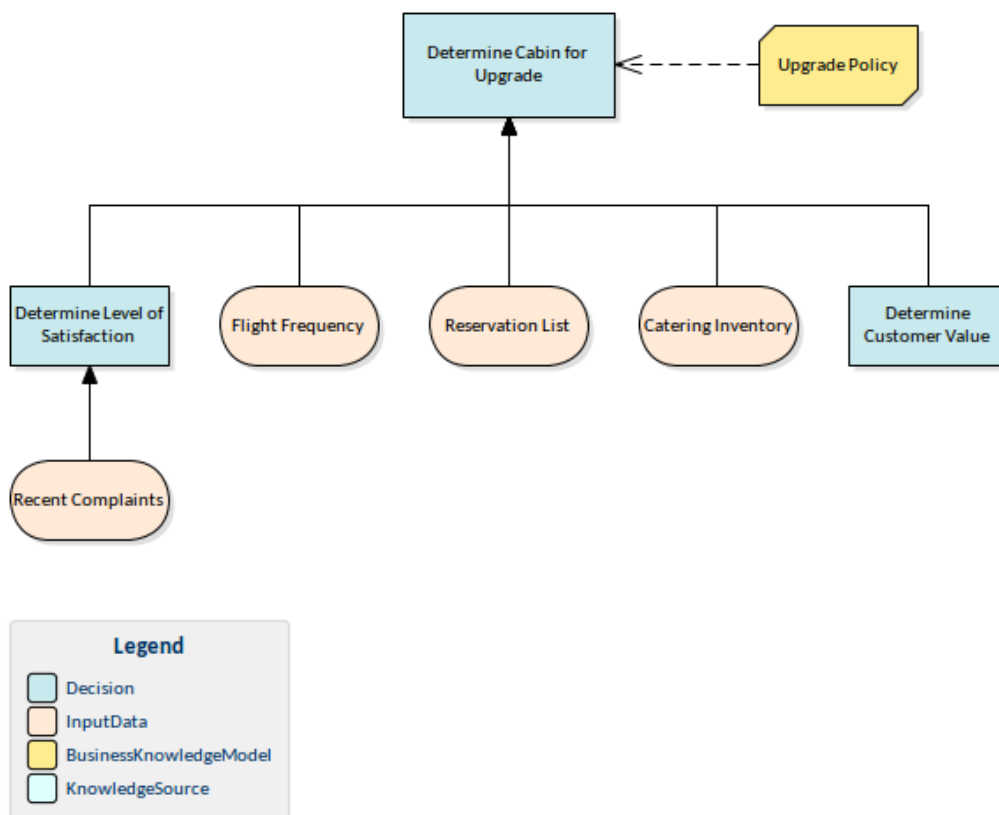 Determine Cabin for
Upgrade
Upgrade Policy
Determine Level of
Satisfaction
Flight Frequency
Reservation List
Catering Inventory
Determine
Customer Value
Recent Complaints
Legend
Decision
InputData
BusinessKnowledgeModel
KnowledgeSource